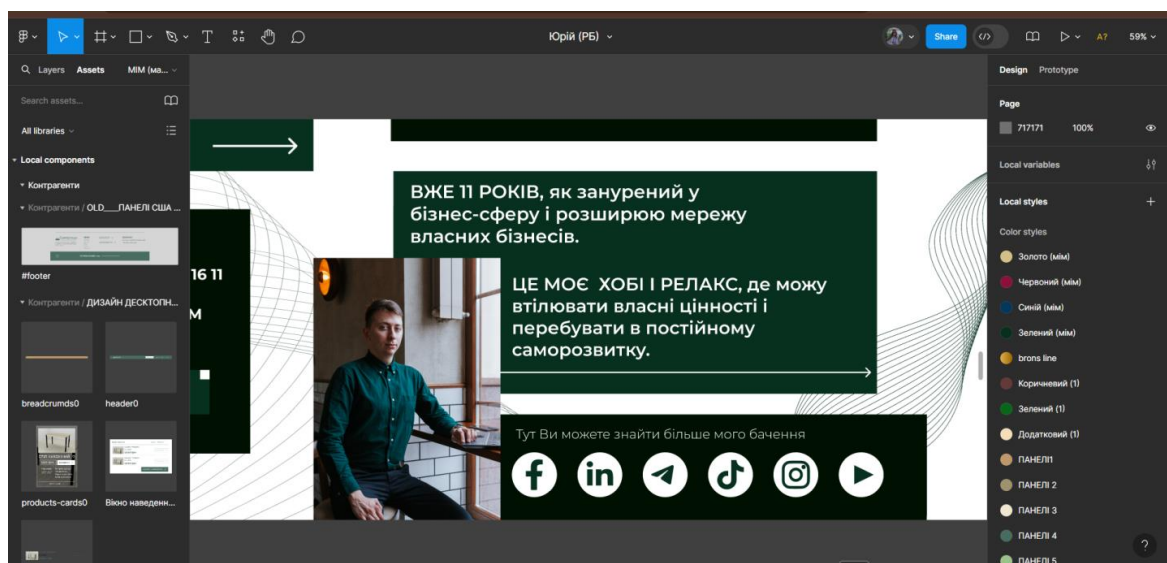 Юрій (РБ)
Share
A?
59%
Layers Assets МІМ (ма...
Search assets...
All libraries
Local components
Контрагенти
Контрагенти / OLD___ПАНЕЛІ США ...
#footer
Контрагенти / ДИЗАЙН ДЕСКТОПН...
breadcrumds0 header0
products-cards0 Вікно наведенн...
16 11
М
ВЖЕ 11 РОКІВ, як занурений у
бізнес-сферу і розширюю мережу
власних бізнесів.
ЦЕ МОЄ ХОБІ І РЕЛАКС, де можу
втілювати власні цінності і
перебувати в постійному
саморозвитку.
Тут Ви можете знайти більше мого бачення
f in
Design Prototype
Page
717171 100%
Local variables
Local styles
Color styles
Золото (мім)
Червоний (мім)
Синій (мім)
Зелений (мім)
brons line
Коричневий (1)
Зелений (1)
Додатковий (1)
ПАНЕЛІ1
ПАНЕЛІ 2
ПАНЕЛІ 3
ПАНЕЛІ 4
ПАНЕЛІ 5
?